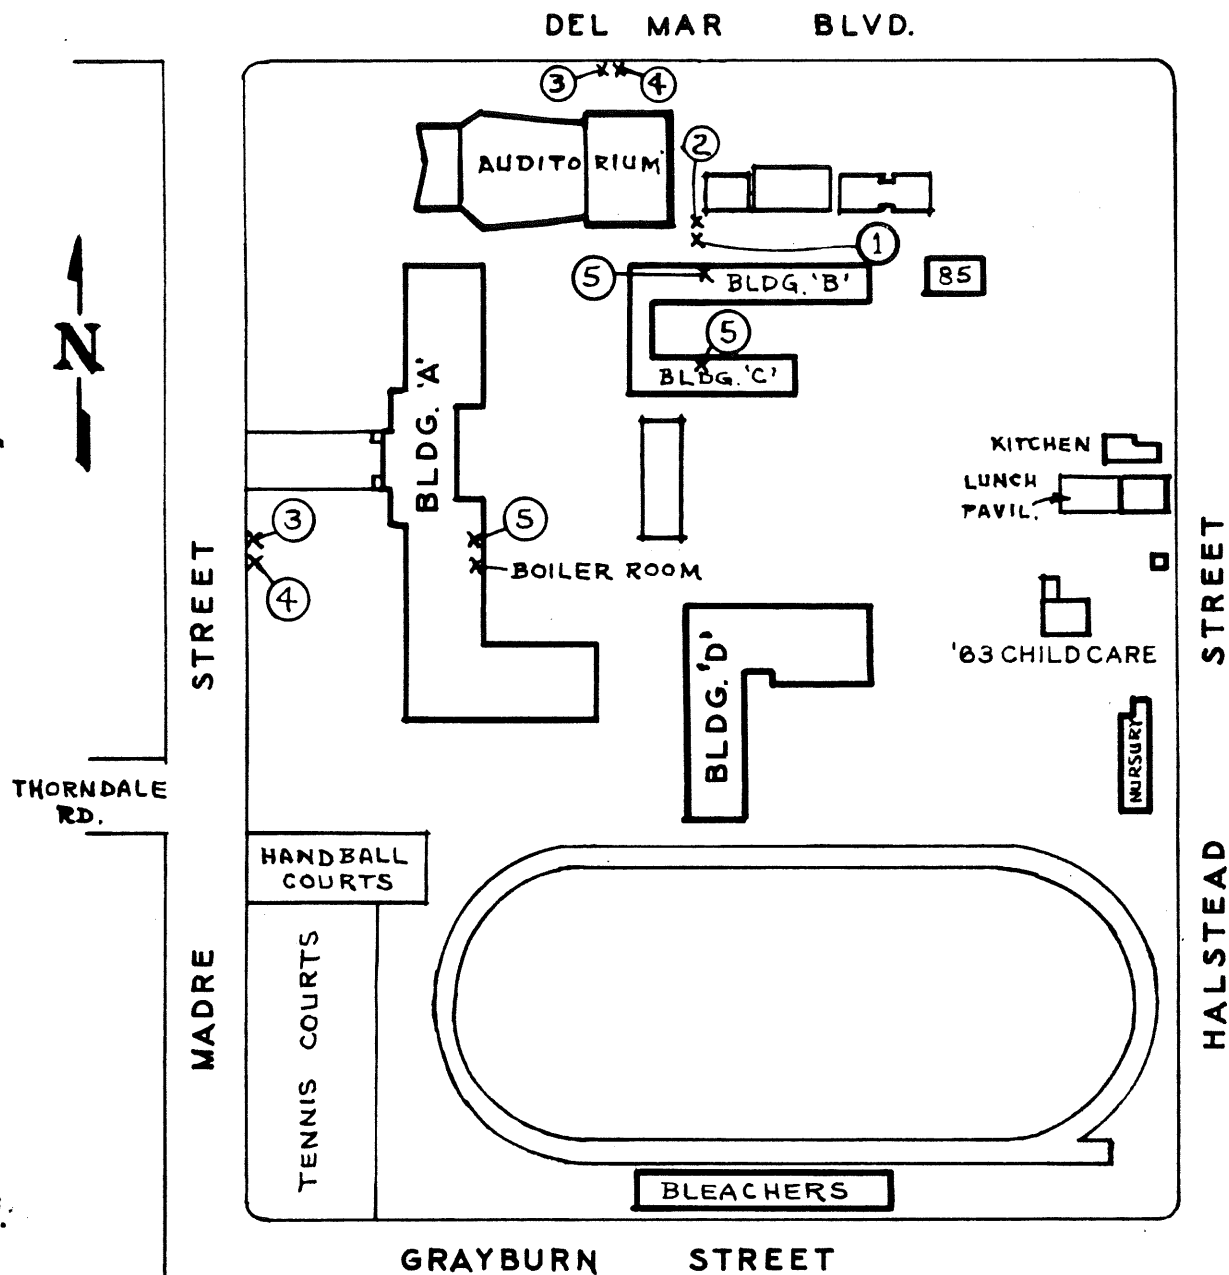 DEL MAR BLVD.
3 4
2
AUDITORIUM
1
5
BLDG. 'B'
85
N
5
BLDG. 'C'
BLDG. 'A'
KITCHEN
LUNCH
PAVIL.
3
5
BOILER ROOM
4
'63 CHILD CARE
BLDG. 'D'
NURSURY
MADRE STREET
HALSTEAD STREET
THORNDALE
RD.
HANDBALL
COURTS
TENNIS COURTS
BLEACHERS
GRAYBURN STREET